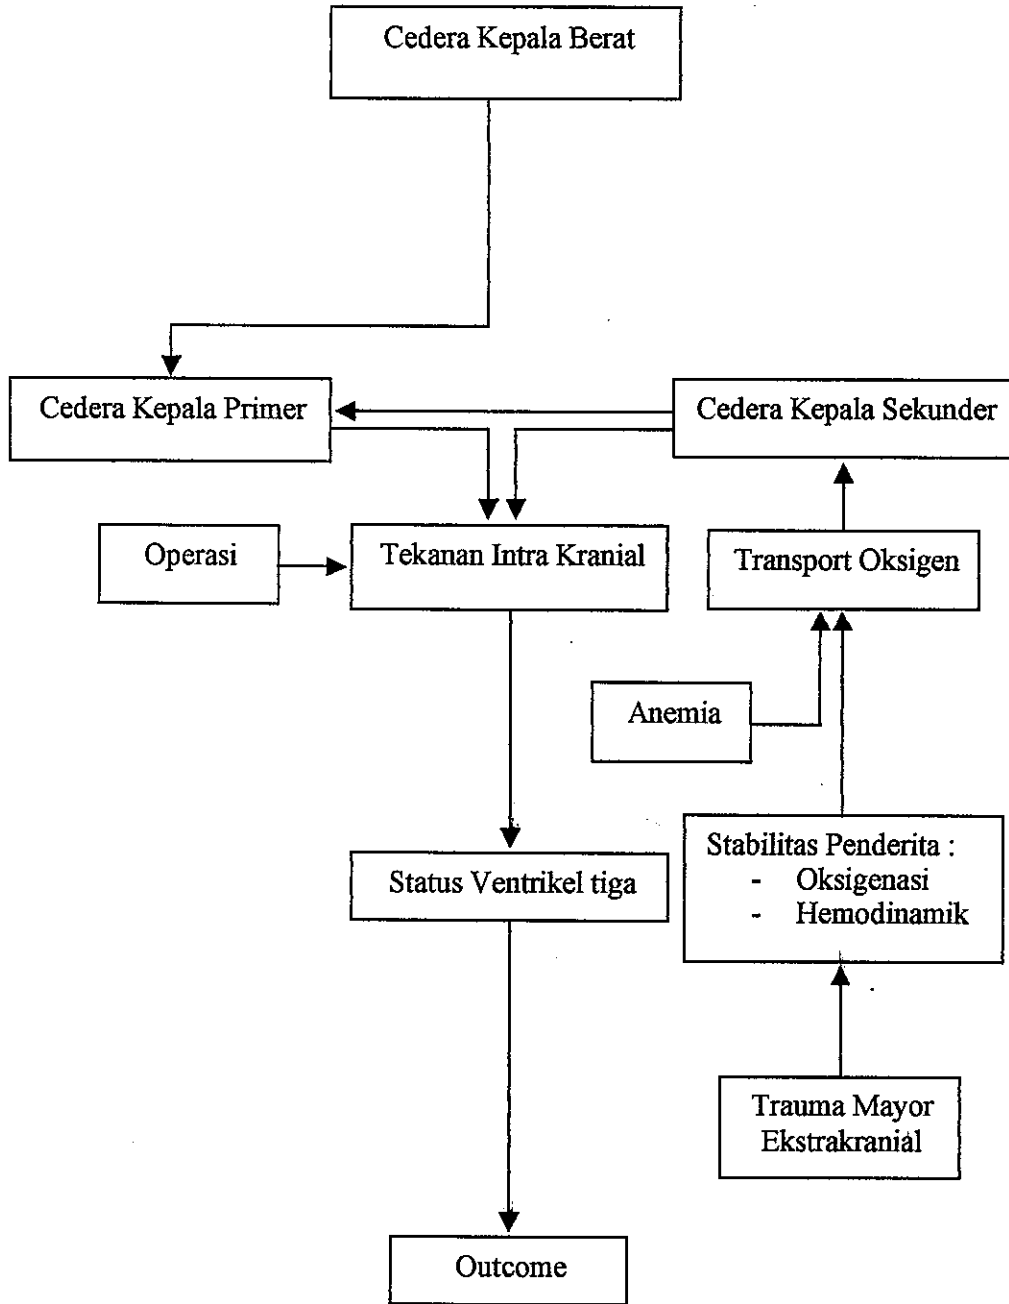 Cedera Kepala Berat
Cedera Kepala Primer
Cedera Kepala Sekunder
Operasi
Tekanan Intra Kranial
Transport Oksigen
Anemia
Stabilitas Penderita :
- Oksigenasi
- Hemodinamik
Status Ventrikel tiga
Trauma Mayor
Ekstrakranial
Outcome